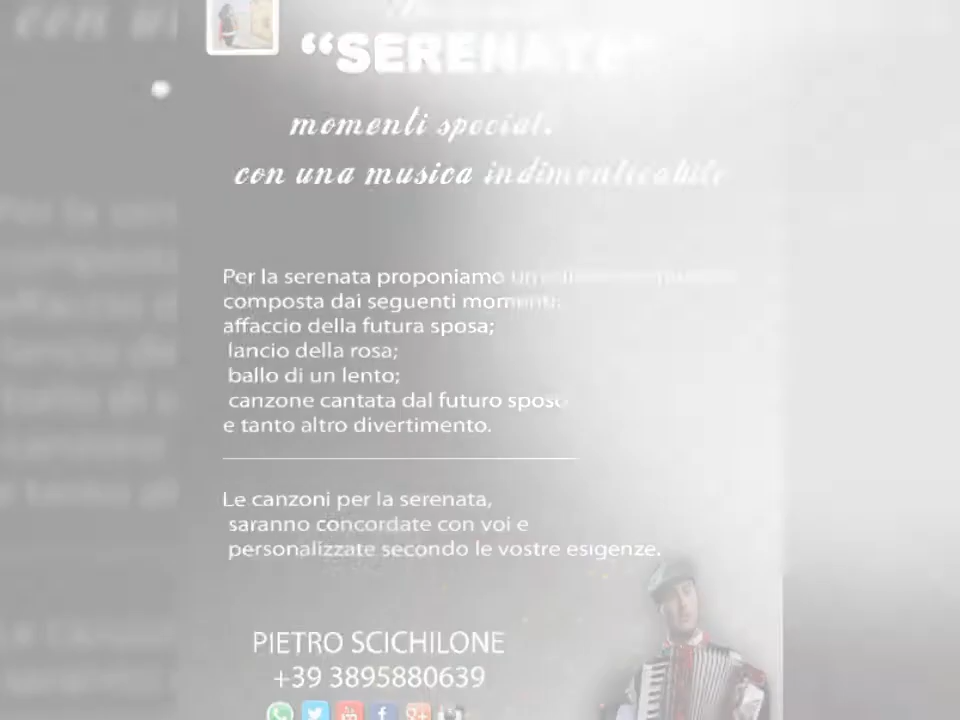 “SERENATE”
momenti special.
con una musica indimenticabile
Per la serenata proponiamo
composta dai seguenti momenti:
affaccio della futura sposa;
lancio della rosa;
ballo di un lento;
canzone cantata dal futuro sposo
e tanto altro divertimento.
Le canzoni per la serenata,
saranno concordate con voi e
personalizzate secondo le vostre esigenze.
PIETRO SCICHILONE
+39 3895880639